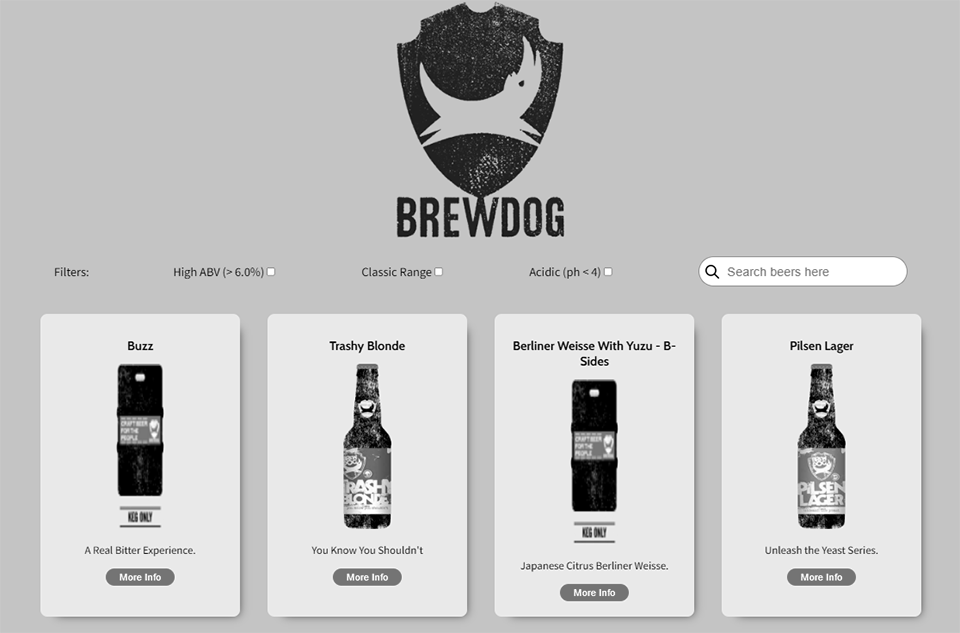 BREWDOG
Filters:
High ABV (> 6.0%)
Classic Range
Acidic (ph < 4)
Search beers here
Buzz
CRAFT BEER
FOR THE
PEOPLE
KEG ONLY
A Real Bitter Experience.
More Info
Trashy Blonde
TRASHY
BLONDE
You Know You Shouldn't
More Info
Berliner Weisse With Yuzu - B-
Sides
CRAFT BEER
FOR THE
PEOPLE
KEG ONLY
Japanese Citrus Berliner Weisse.
More Info
Pilsen Lager
PILSEN
LAGER
Unleash the Yeast Series.
More Info